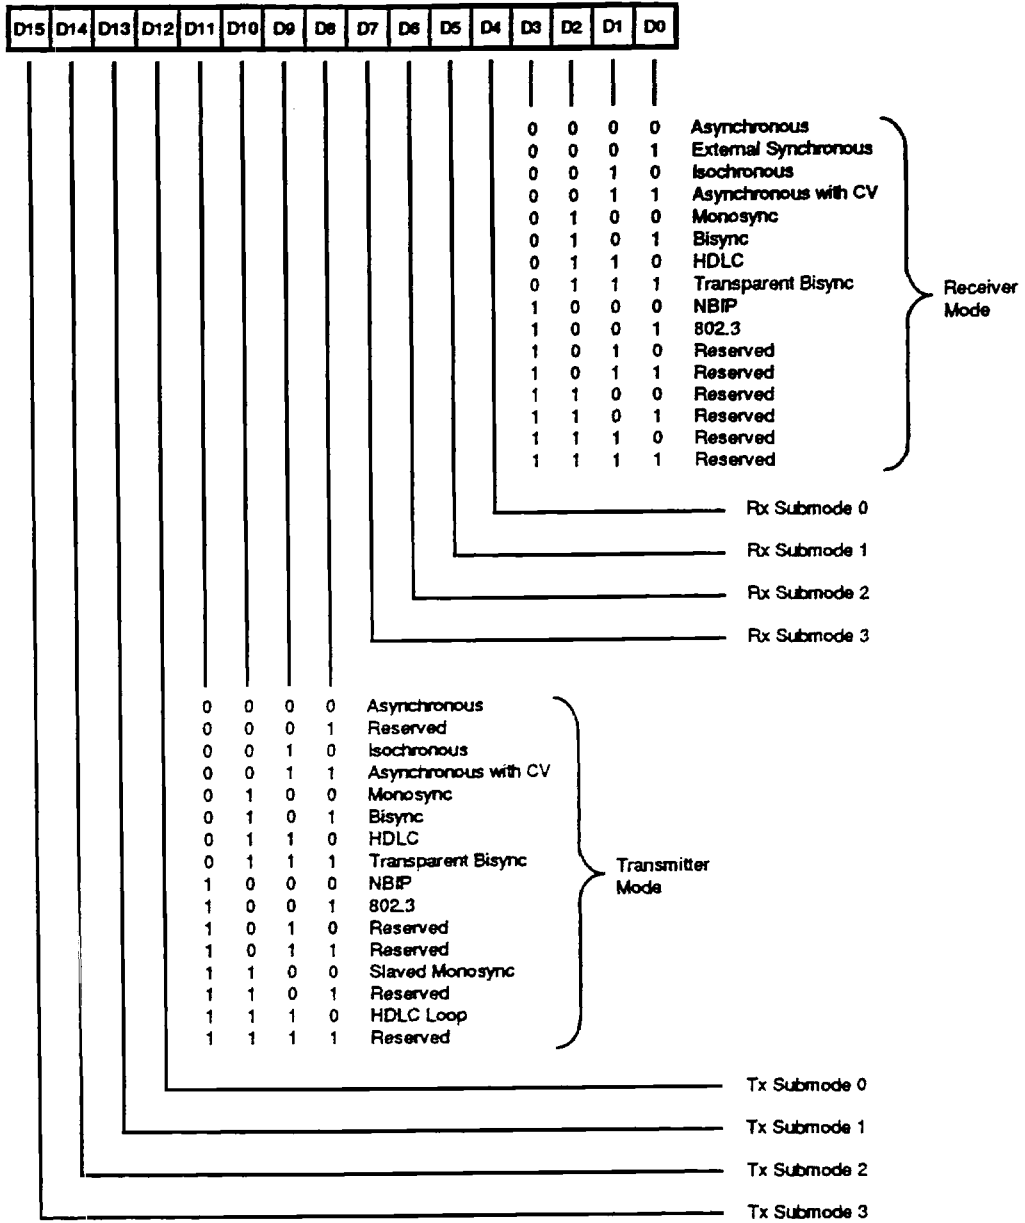 D15 D14 D13 D12 D11 D10 D9 D8 D7 D6 D5 D4 D3 D2 D1 D0
0 0 0 0 Asynchronous
0 0 0 1 External Synchronous
0 0 1 0 Isochronous
0 0 1 1 Asynchronous with CV
0 1 0 0 Monosync
0 1 0 1 Bisync
0 1 1 0 HDLC
0 1 1 1 Transparent Bisync
1 0 0 0 NBIP
1 0 0 1 802.3
1 0 1 0 Reserved
1 0 1 1 Reserved
1 1 0 0 Reserved
1 1 0 1 Reserved
1 1 1 0 Reserved
1 1 1 1 Reserved
Receiver
Mode
Rx Submode 0
Rx Submode 1
Rx Submode 2
Rx Submode 3
0 0 0 0 Asynchronous
0 0 0 1 Reserved
0 0 1 0 Isochronous
0 0 1 1 Asynchronous with CV
0 1 0 0 Monosync
0 1 0 1 Bisync
0 1 1 0 HDLC
0 1 1 1 Transparent Bisync
1 0 0 0 NBIP
1 0 0 1 802.3
1 0 1 0 Reserved
1 0 1 1 Reserved
1 1 0 0 Slaved Monosync
1 1 0 1 Reserved
1 1 1 0 HDLC Loop
1 1 1 1 Reserved
Transmitter
Mode
Tx Submode 0
Tx Submode 1
Tx Submode 2
Tx Submode 3